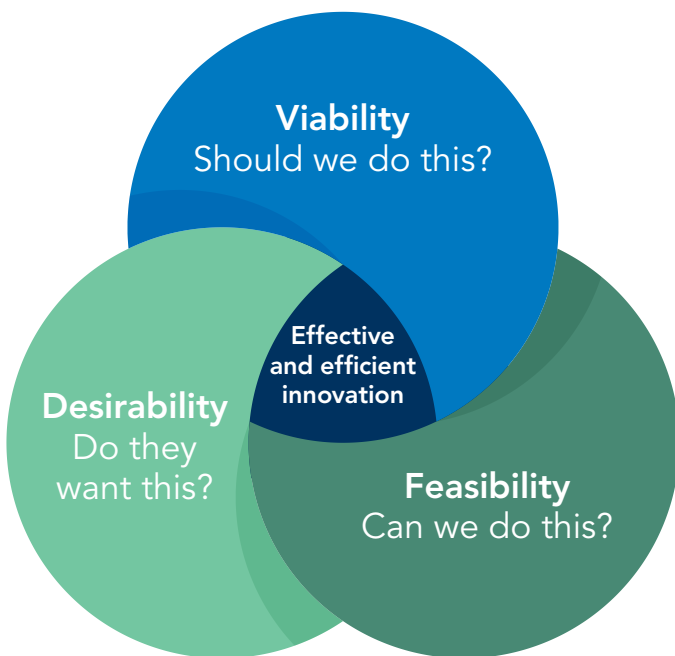 Viability
Should we do this?
Effective
and efficient
innovation
Desirability
Do they
want this?
Feasibility
Can we do this?